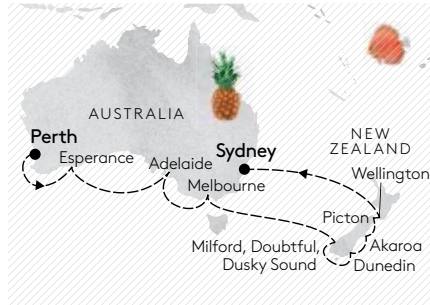 AUSTRALIA
Perth
Esperance
Adelaide
Sydney
Melbourne
NEW
ZEALAND
Wellington
Picton
Akaroa
Dunedin
Milford, Doubtful,
Dusky Sound